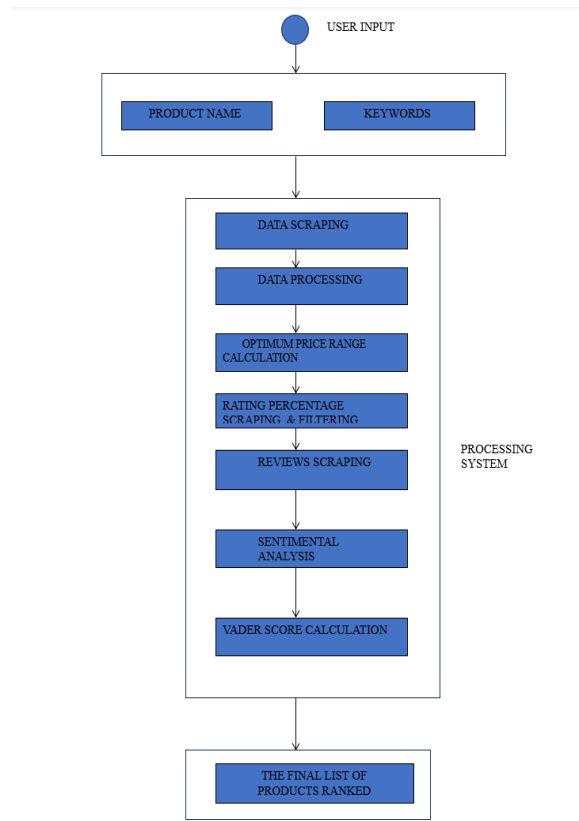 USER INPUT
PRODUCT NAME
KEYWORDS
DATA SCRAPING
DATA PROCESSING
OPTIMUM PRICE RANGE
CALCULATION
RATING PERCENTAGE
SCRAPING & FILTERING
REVIEWS SCRAPING
PROCESSING
SYSTEM
SENTIMENTAL
ANALYSIS
VADER SCORE CALCULATION
THE FINAL LIST OF
PRODUCTS RANKED